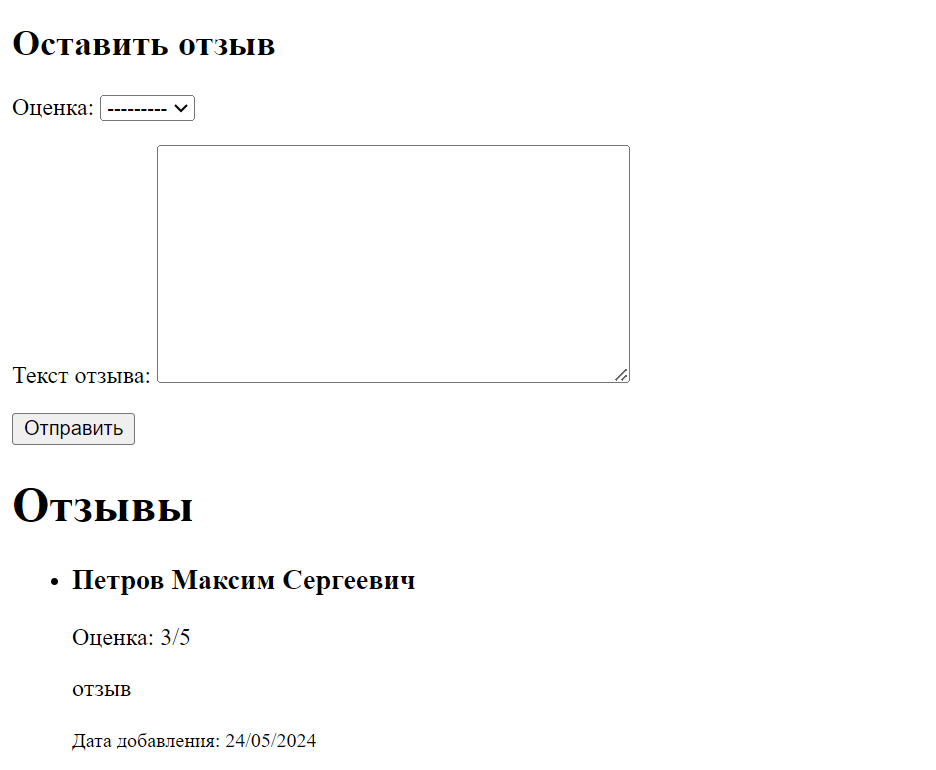 Оставить отзыв
Оценка: ---------
Текст отзыва:
Отправить
Отзывы
Петров Максим Сергеевич
Оценка: 3/5
отзыв
Дата добавления: 24/05/2024